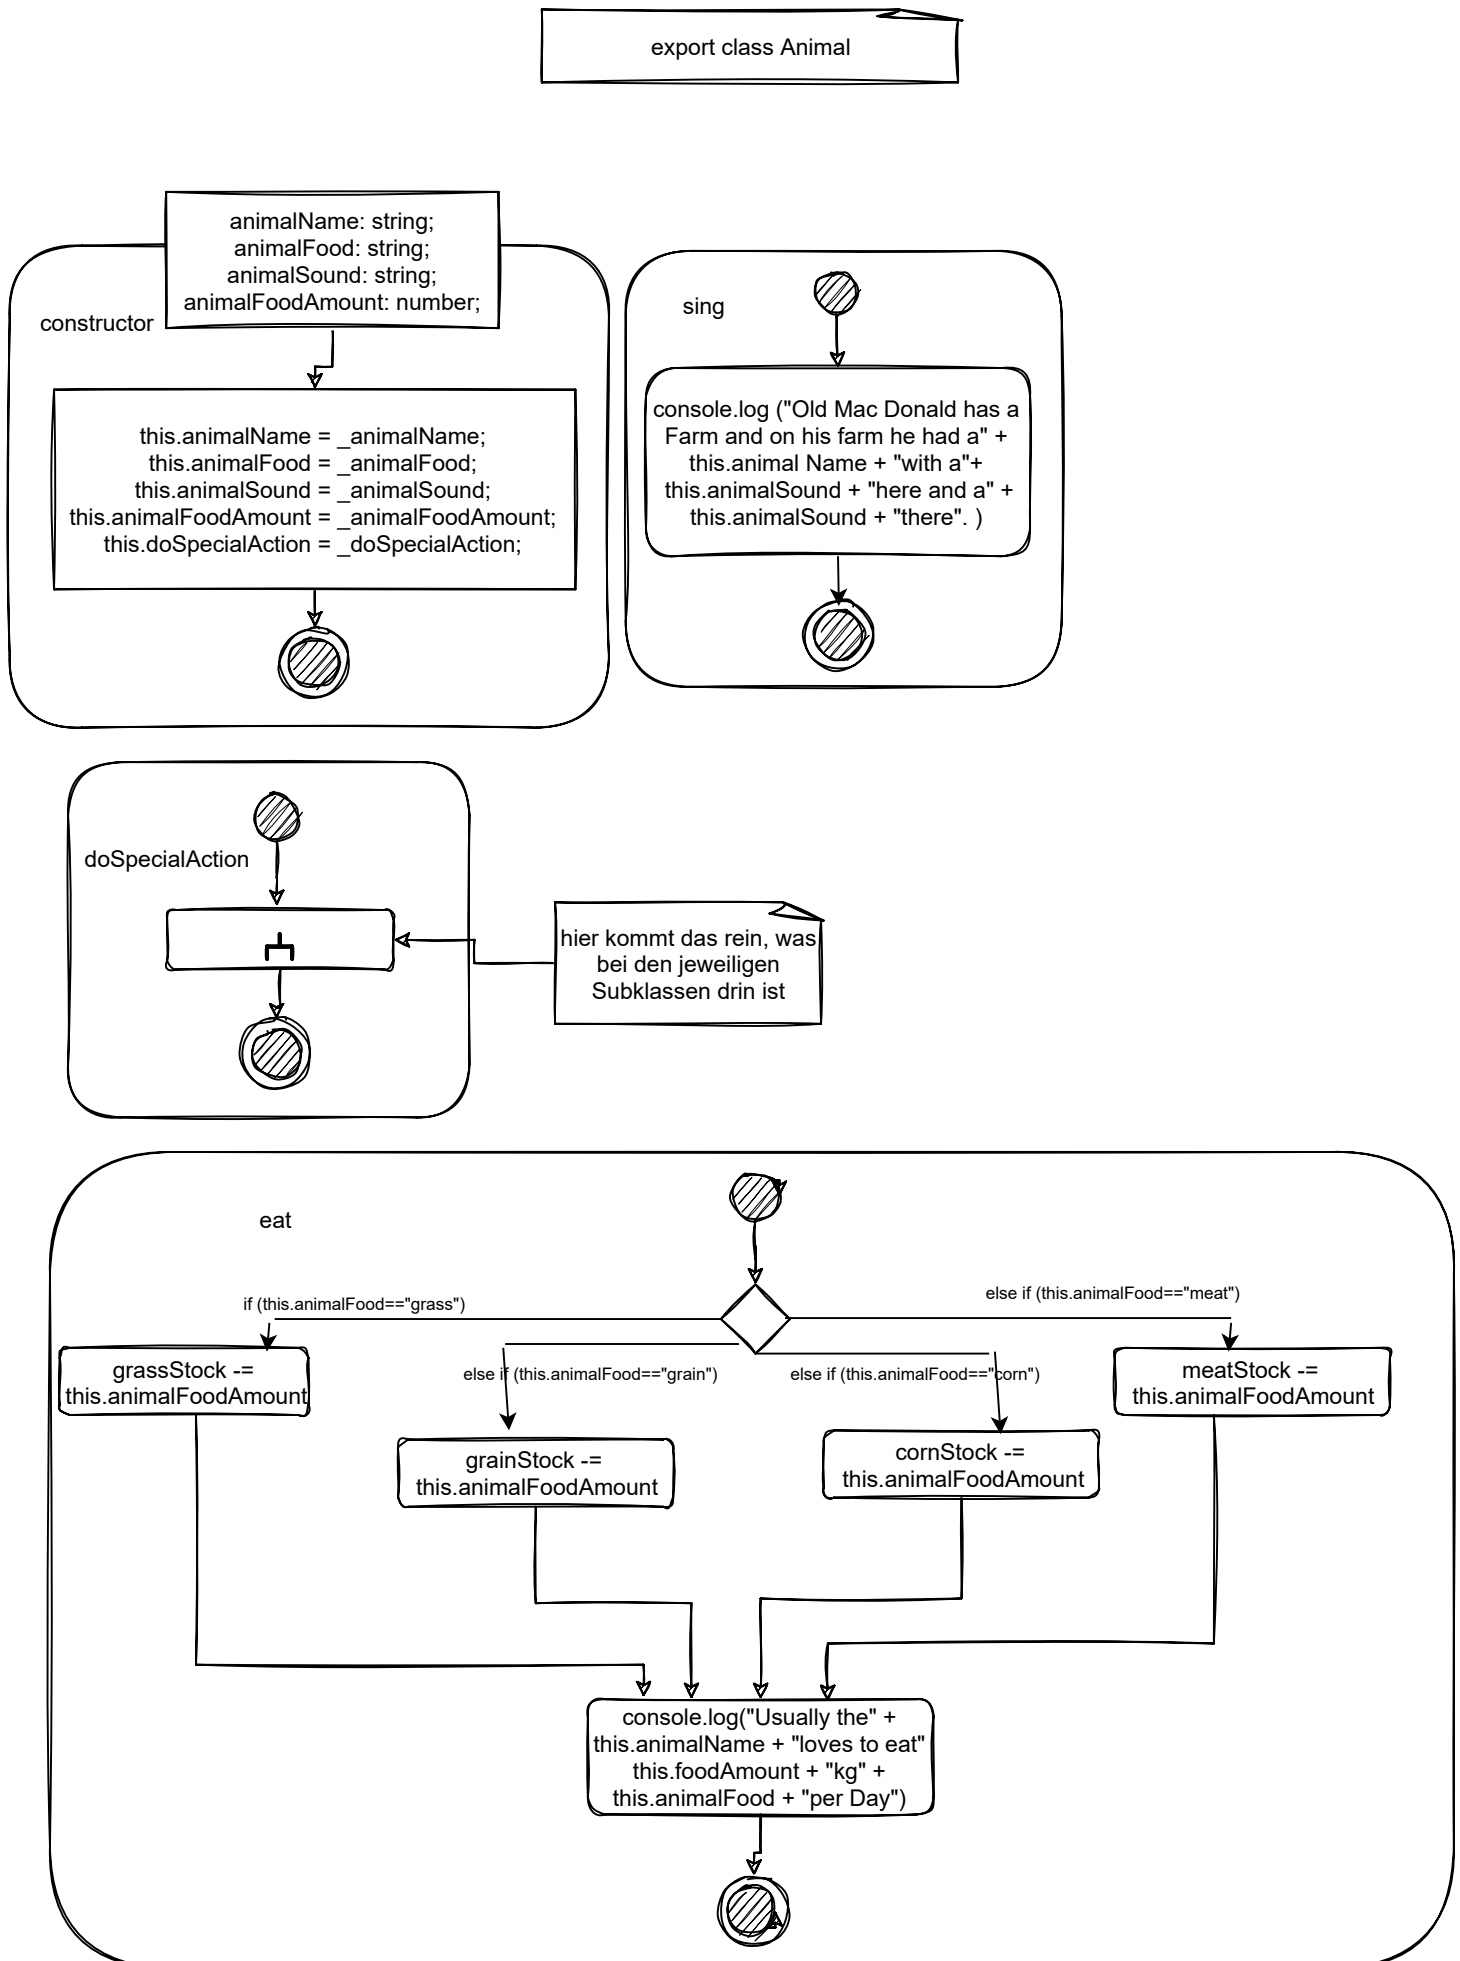 export class Animal
animalName: string;
animalFood: string;
animalSound: string;
animalFoodAmount: number;
constructor
this.animalName = _animalName;
this.animalFood = _animalFood;
this.animalSound = _animalSound;
this.animalFoodAmount = _animalFoodAmount;
this.doSpecialAction = _doSpecialAction;
sing
console.log ("Old Mac Donald has a
Farm and on his farm he had a" +
this.animal Name + "with a"+
this.animalSound + "here and a" +
this.animalSound + "there". )
doSpecialAction
hier kommt das rein, was
bei den jeweiligen
Subklassen drin ist
eat
if (this.animalFood=="grass")
else if (this.animalFood=="meat")
else if (this.animalFood=="grain")
else if (this.animalFood=="corn")
grassStock -=
this.animalFoodAmount
meatStock -=
this.animalFoodAmount
grainStock -=
this.animalFoodAmount
cornStock -=
this.animalFoodAmount
console.log("Usually the" +
this.animalName + "loves to eat"
this.foodAmount + "kg" +
this.animalFood + "per Day")